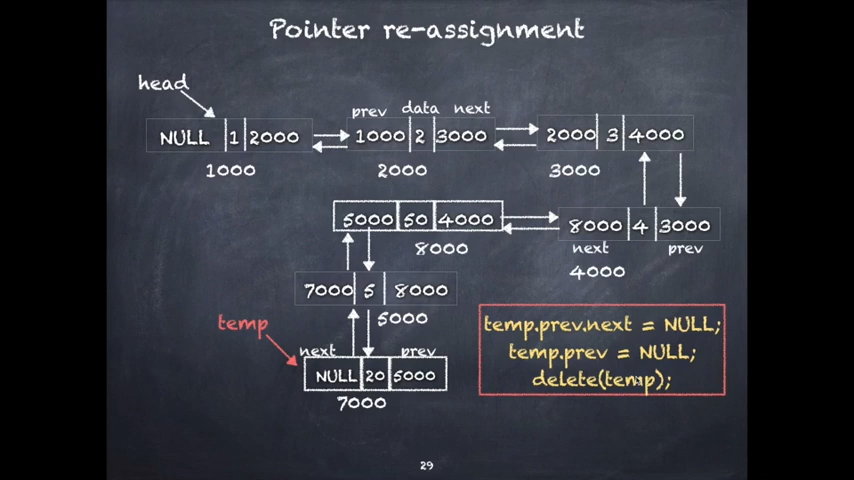 Pointer re-assignment
head
prev data next
NULL 1 2000
1000 2 3000
2000 3 4000
1000
2000
3000
5000 50 4000
8000 4 3000
8000
next prev
4000
7000 5 8000
5000
temp
next prev
NULL 20 5000
7000
temp.prev.next = NULL;
temp.prev = NULL;
delete(temp);
29